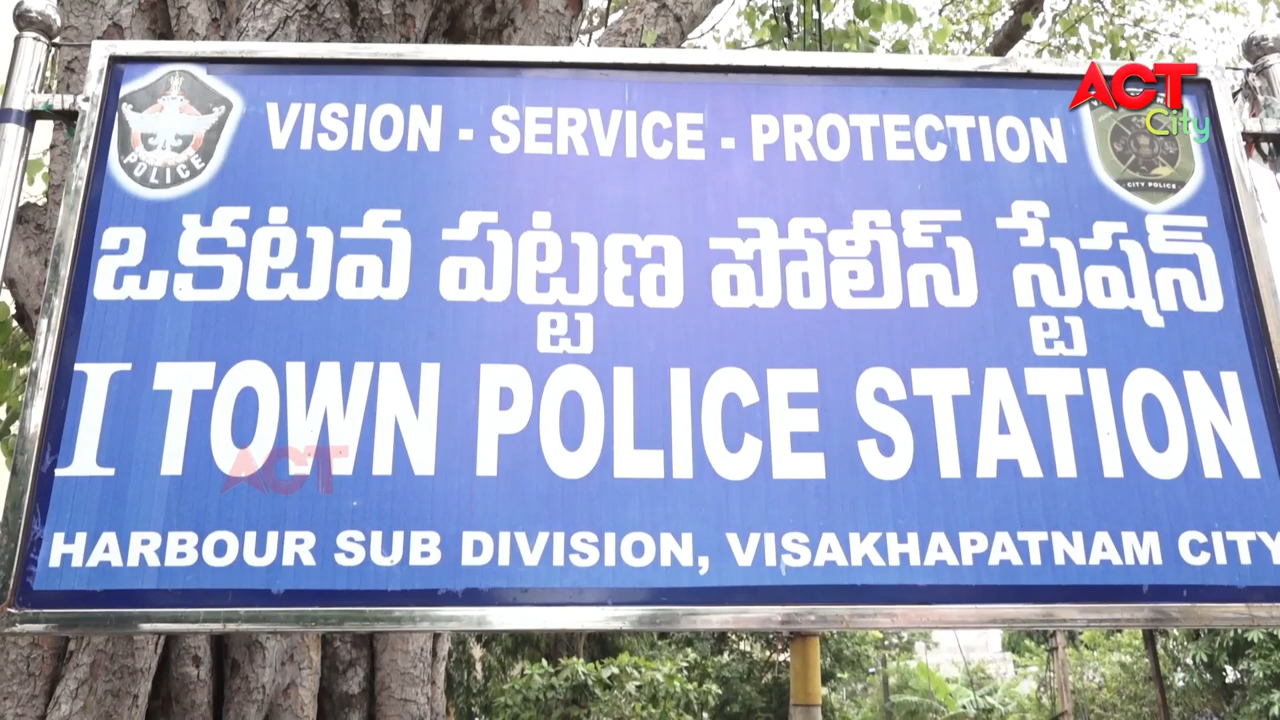 ACT
City
POLICE
VISION - SERVICE - PROTECTION
CITY POLICE
ఒకటవ పట్టణ పోలీస్ స్టేషన్
I TOWN POLICE STATION
ACT
HARBOUR SUB DIVISION, VISAKHAPATNAM CITY